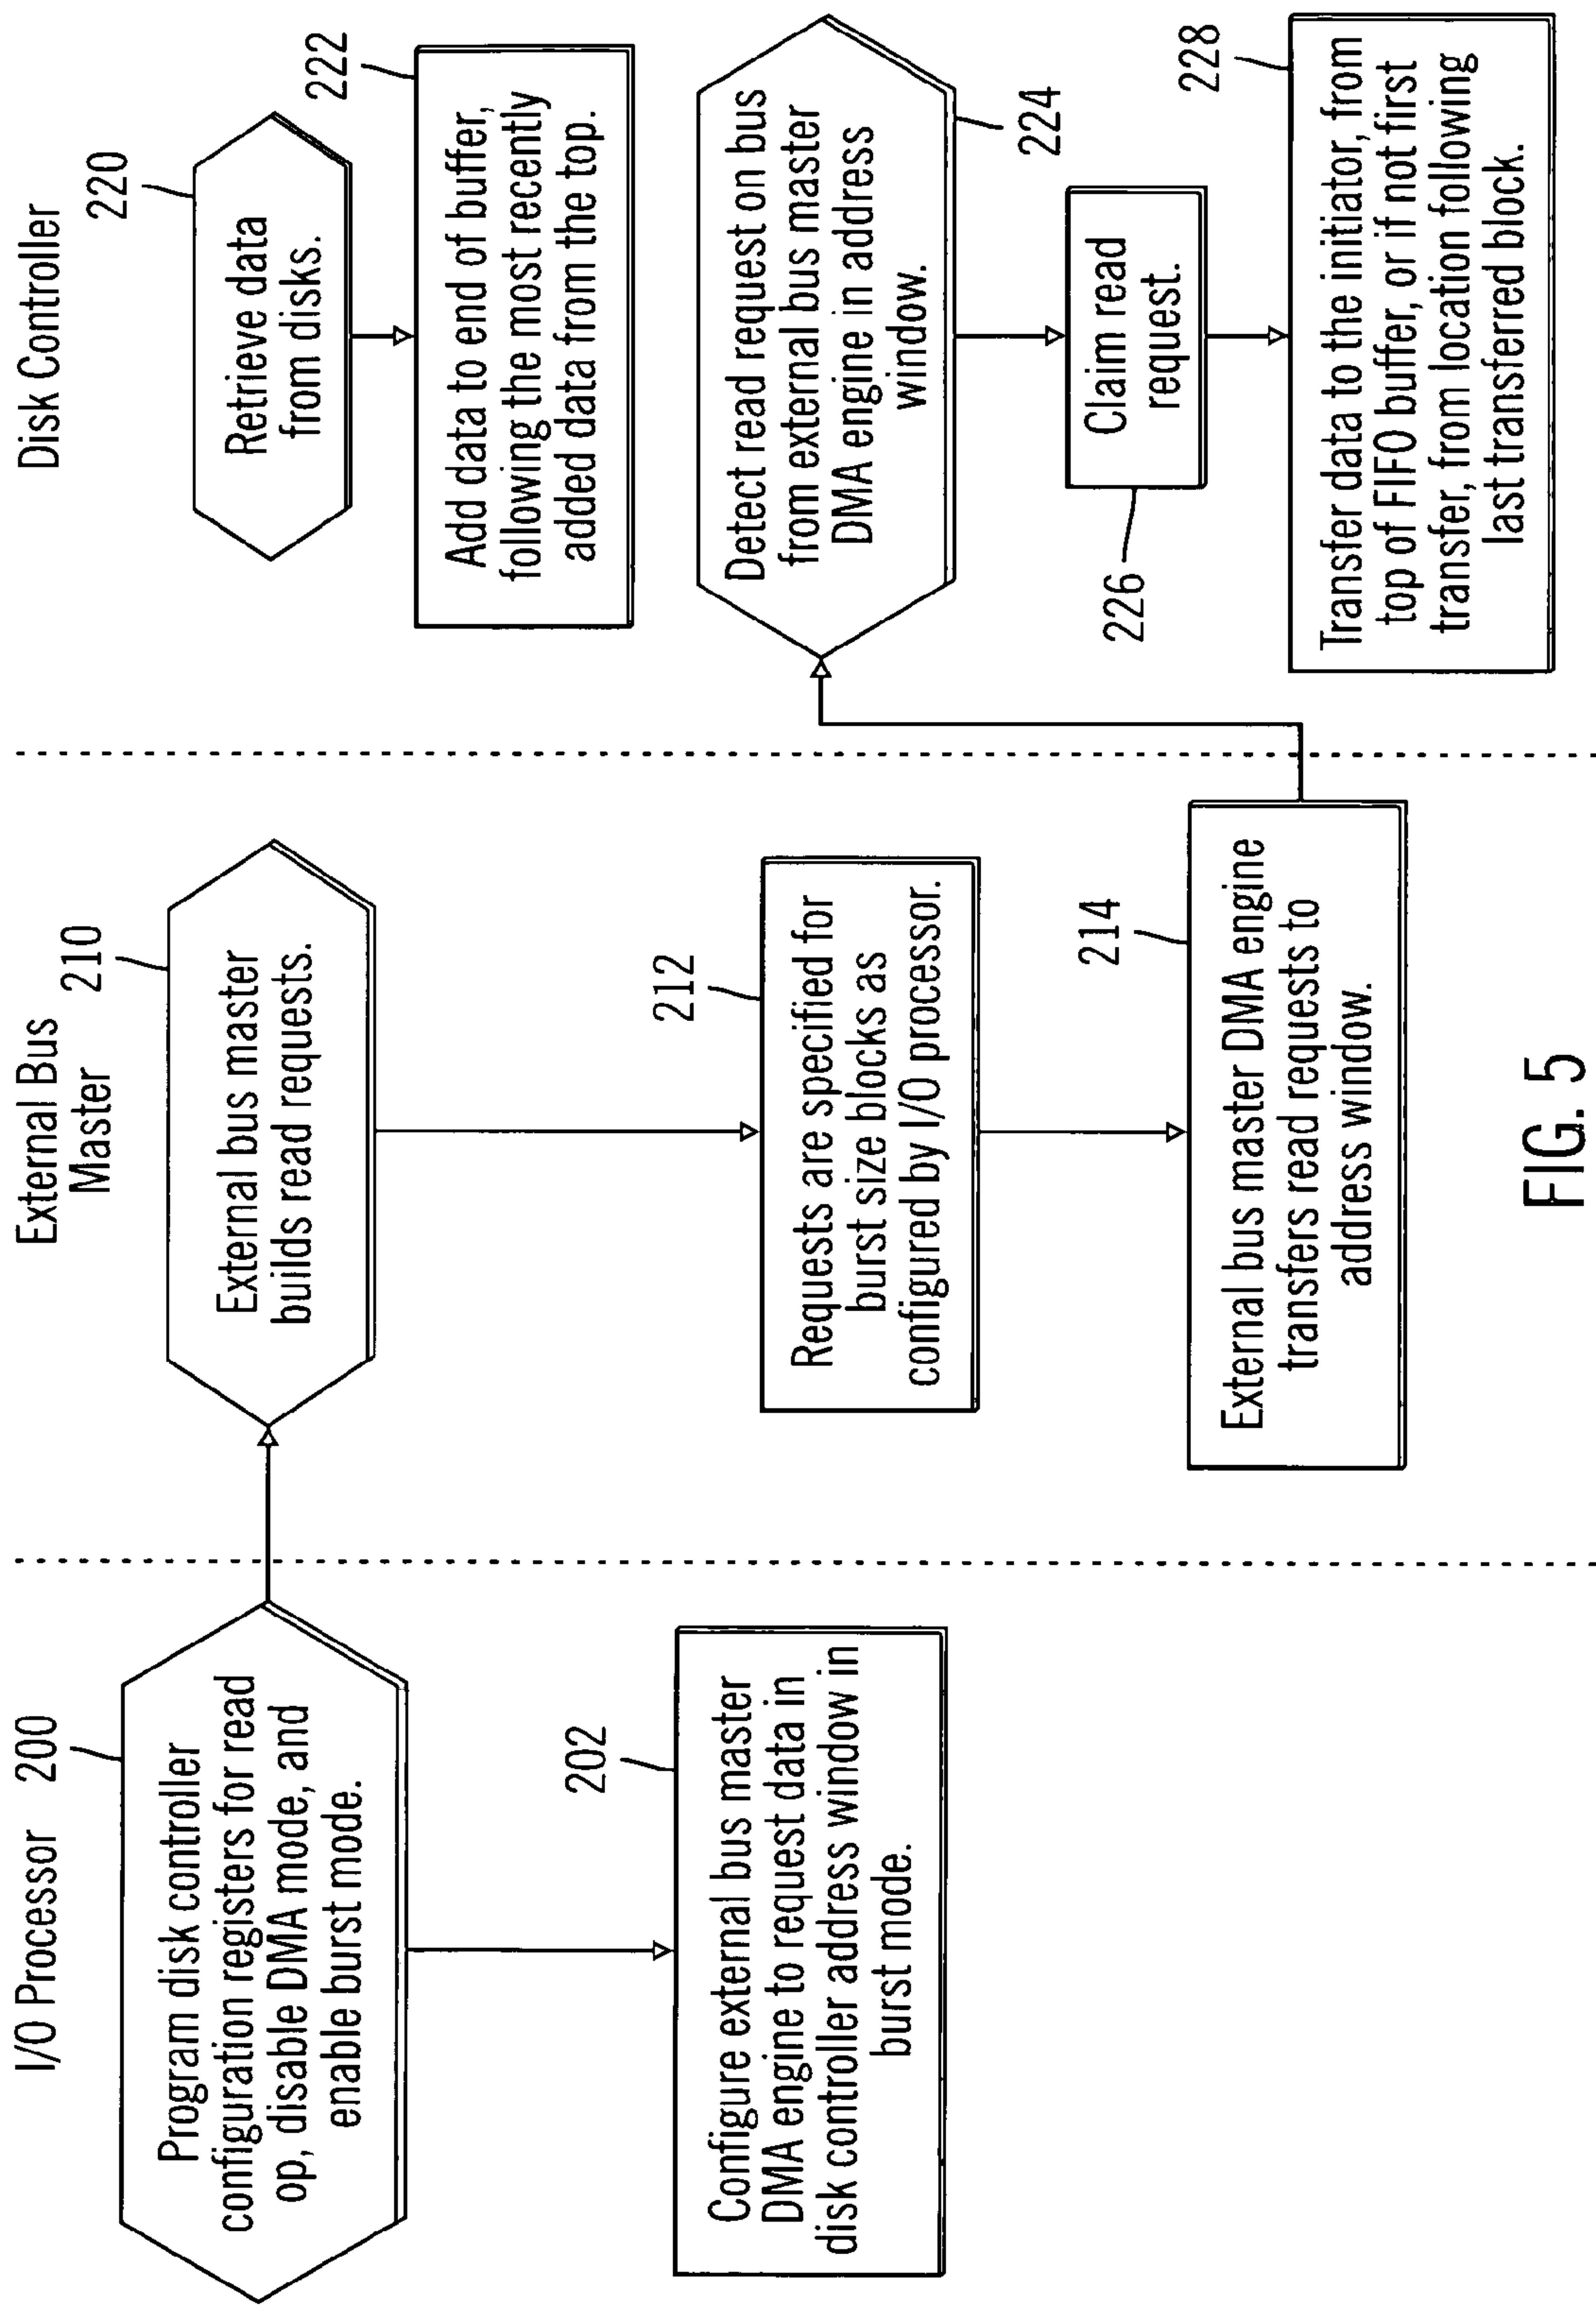 I/O Processor
200
Program disk controller
configuration registers for read
op, disable DMA mode, and
enable burst mode.
202
Configure external bus master
DMA engine to request data in
disk controller address window in
burst mode.
External Bus
Master
210
External bus master
builds read requests.
212
Requests are specified for
burst size blocks as
configured by I/O processor.
214
External bus master DMA engine
transfers read requests to
address window.
Disk Controller
220
Retrieve data
from disks.
222
Add data to end of buffer,
following the most recently
added data from the top.
Detect read request on bus
from external bus master
DMA engine in address
window.
224
Claim read
request.
226
228
Transfer data to the initiator, from
top of FIFO buffer, or if not first
transfer, from location following
last transferred block.
FIG. 5